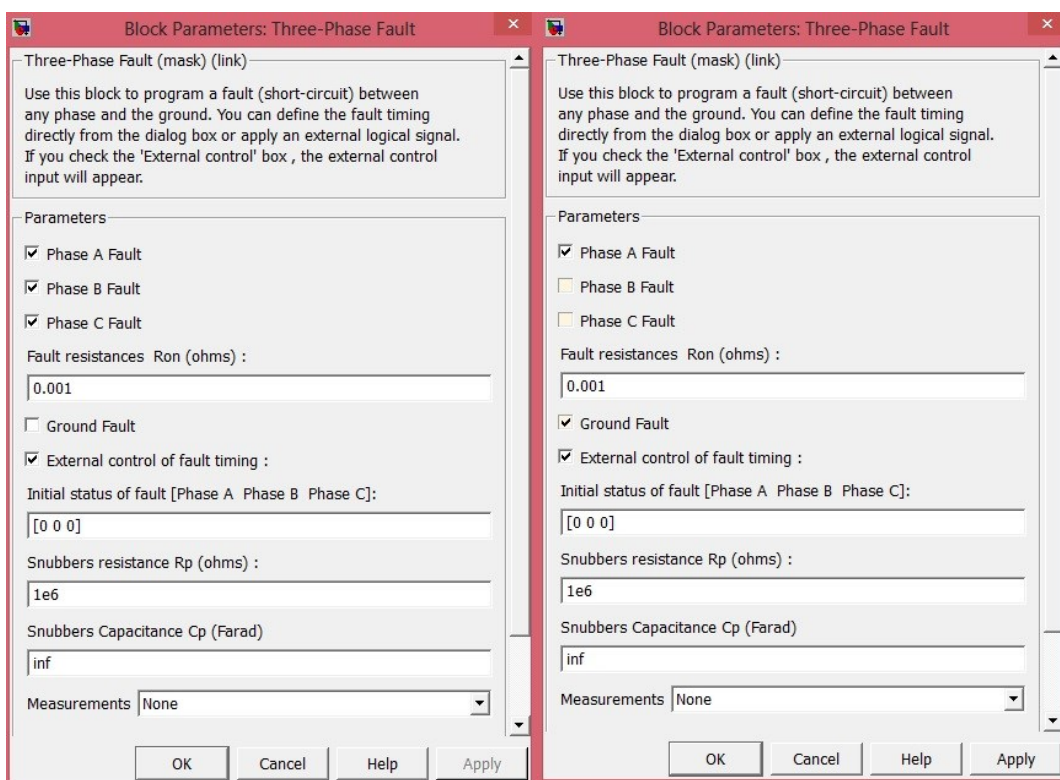 Block Parameters: Three-Phase Fault
Three-Phase Fault (mask) (link)
Use this block to program a fault (short-circuit) between
any phase and the ground. You can define the fault timing
directly from the dialog box or apply an external logical signal.
If you check the 'External control' box , the external control
input will appear.
Parameters
Phase A Fault
Phase B Fault
Phase C Fault
Fault resistances Ron (ohms) :
0.001
Ground Fault
External control of fault timing :
Initial status of fault [Phase A Phase B Phase C]:
[0 0 0]
Snubbers resistance Rp (ohms) :
1e6
Snubbers Capacitance Cp (Farad)
inf
Measurements None
OK Cancel Help Apply
Block Parameters: Three-Phase Fault
Three-Phase Fault (mask) (link)
Use this block to program a fault (short-circuit) between
any phase and the ground. You can define the fault timing
directly from the dialog box or apply an external logical signal.
If you check the 'External control' box , the external control
input will appear.
Parameters
Phase A Fault
Phase B Fault
Phase C Fault
Fault resistances Ron (ohms) :
0.001
Ground Fault
External control of fault timing :
Initial status of fault [Phase A Phase B Phase C]:
[0 0 0]
Snubbers resistance Rp (ohms) :
1e6
Snubbers Capacitance Cp (Farad)
inf
Measurements None
OK Cancel Help Apply